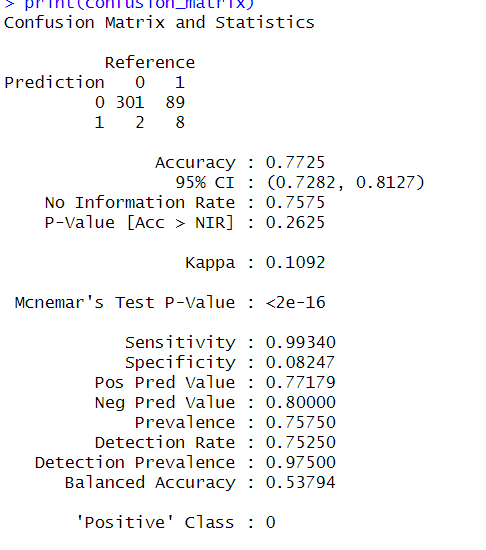 > print(confusion_matrix)
Confusion Matrix and Statistics
Reference
Prediction 0 1
0 301 89
1 2 8
Accuracy : 0.7725
95% CI : (0.7282, 0.8127)
No Information Rate : 0.7575
P-Value [Acc > NIR] : 0.2625
Kappa : 0.1092
Mcnemar's Test P-Value : <2e-16
Sensitivity : 0.99340
Specificity : 0.08247
Pos Pred Value : 0.77179
Neg Pred Value : 0.80000
Prevalence : 0.75750
Detection Rate : 0.75250
Detection Prevalence : 0.97500
Balanced Accuracy : 0.53794
'Positive' Class : 0